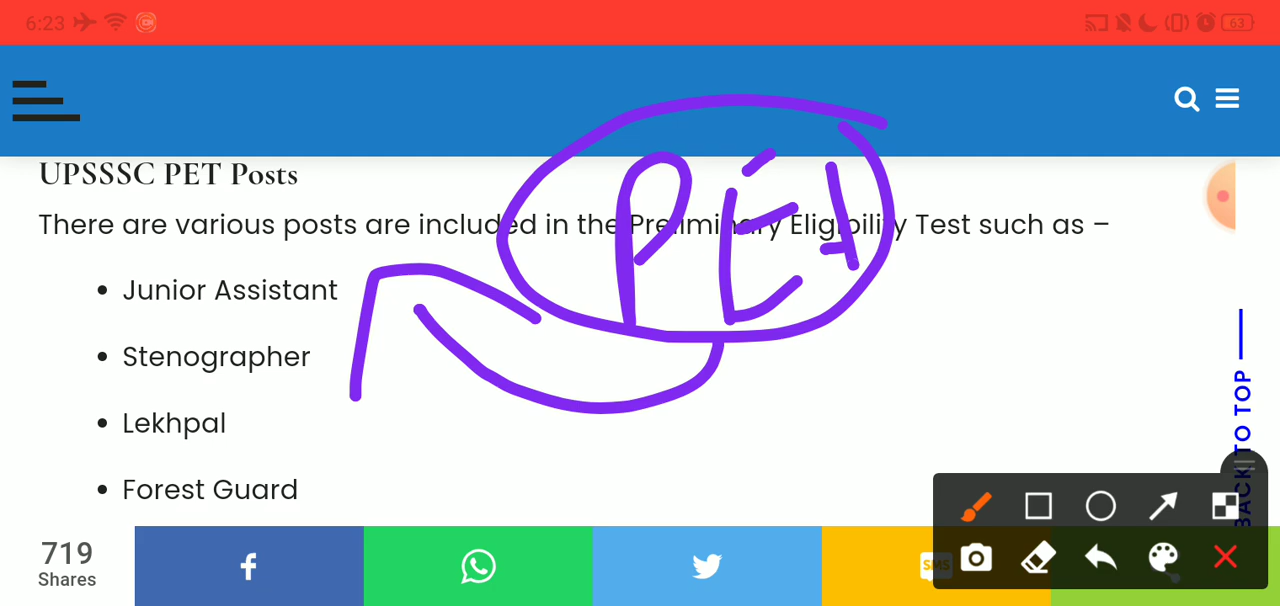 6:23
63
UPSSSC PET Posts
PET
There are various posts are included in the Preliminary Eligibility Test such as –
• Junior Assistant
• Stenographer
• Lekhpal
• Forest Guard
BACK TO TOP
719
Shares
SMS